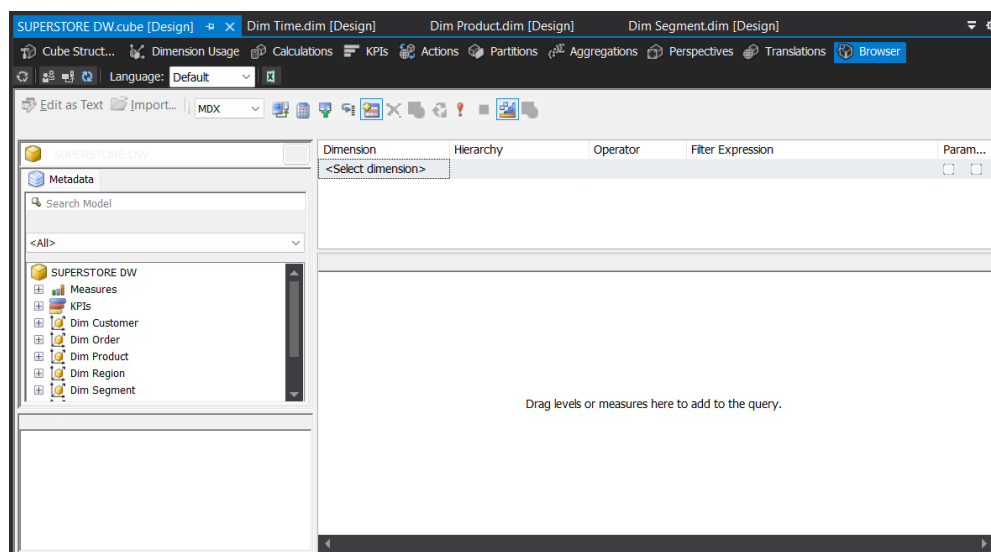 SUPERSTORE DW.cube [Design] Dim Time.dim [Design] Dim Product.dim [Design] Dim Segment.dim [Design]
Cube Struct... Dimension Usage Calculations KPIs Actions Partitions Aggregations Perspectives Translations Browser
Language: Default
Edit as Text Import... MDX
SUPERSTORE DW
Metadata
Search Model
<All>
SUPERSTORE DW
Measures
KPIs
Dim Customer
Dim Order
Dim Product
Dim Region
Dim Segment
Dimension Hierarchy Operator Filter Expression Param...
<Select dimension>
Drag levels or measures here to add to the query.